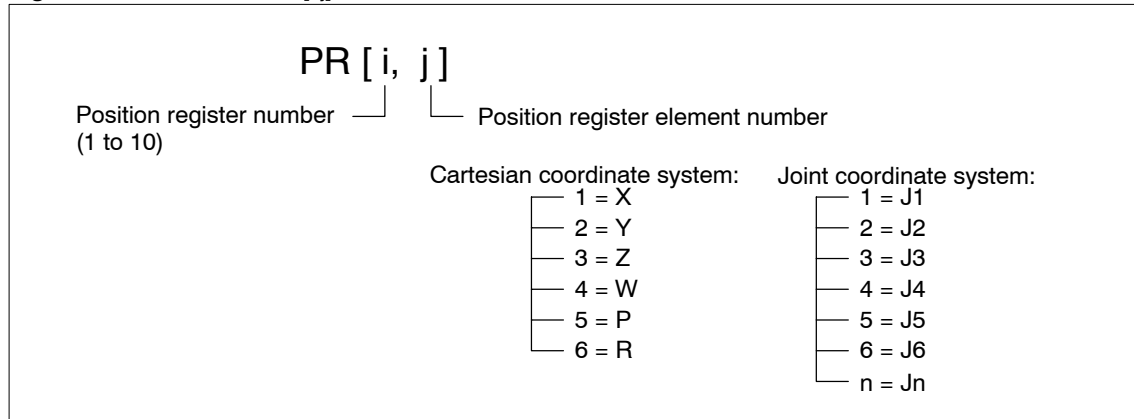 PR [ i, j ]
Position register number
(1 to 10)
Position register element number
Cartesian coordinate system:
1 = X
2 = Y
3 = Z
4 = W
5 = P
6 = R
Joint coordinate system:
1 = J1
2 = J2
3 = J3
4 = J4
5 = J5
6 = J6
n = Jn